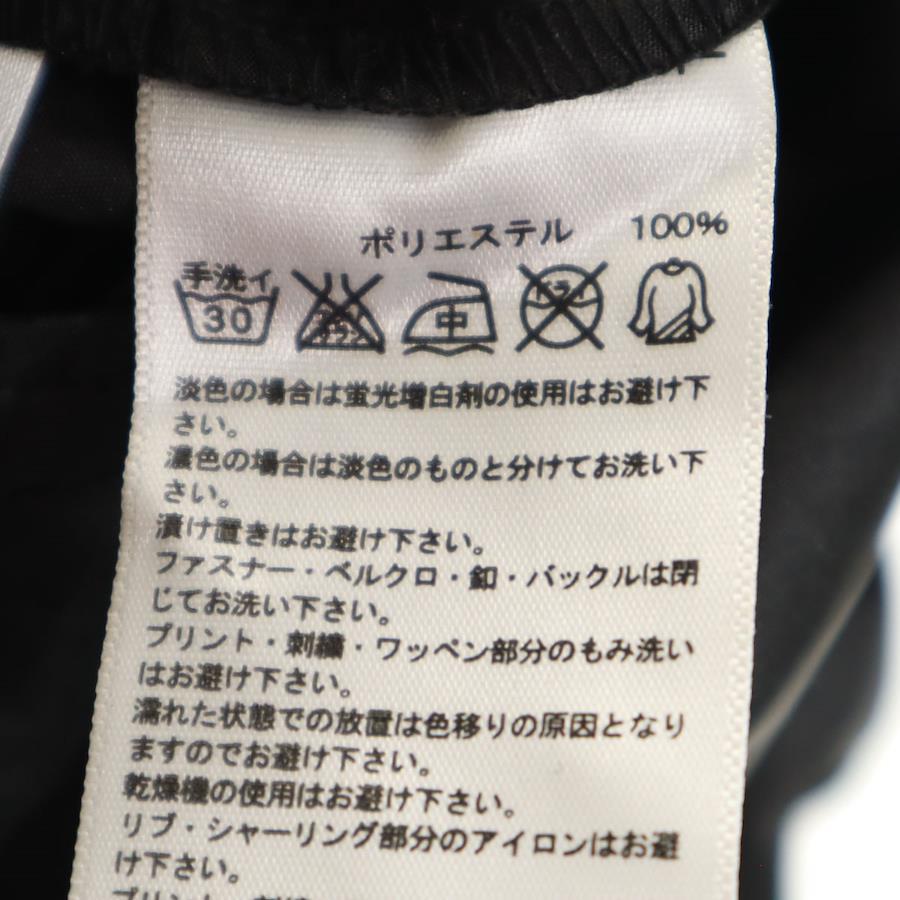 ポリエステル 100%
手洗イ 30 エンソサラシ 中 ドライ
淡色の場合は蛍光増白剤の使用はお避け下
さい。
濃色の場合は淡色のものと分けてお洗い下
さい。
漬け置きはお避け下さい。
ファスナー・ベルクロ・釦・バックルは閉
じてお洗い下さい。
プリント・刺繍・ワッペン部分のもみ洗い
はお避け下さい。
濡れた状態での放置は色移りの原因となり
ますのでお避け下さい。
乾燥機の使用はお避け下さい。
リブ・シャーリング部分のアイロンはお避
け下さい。